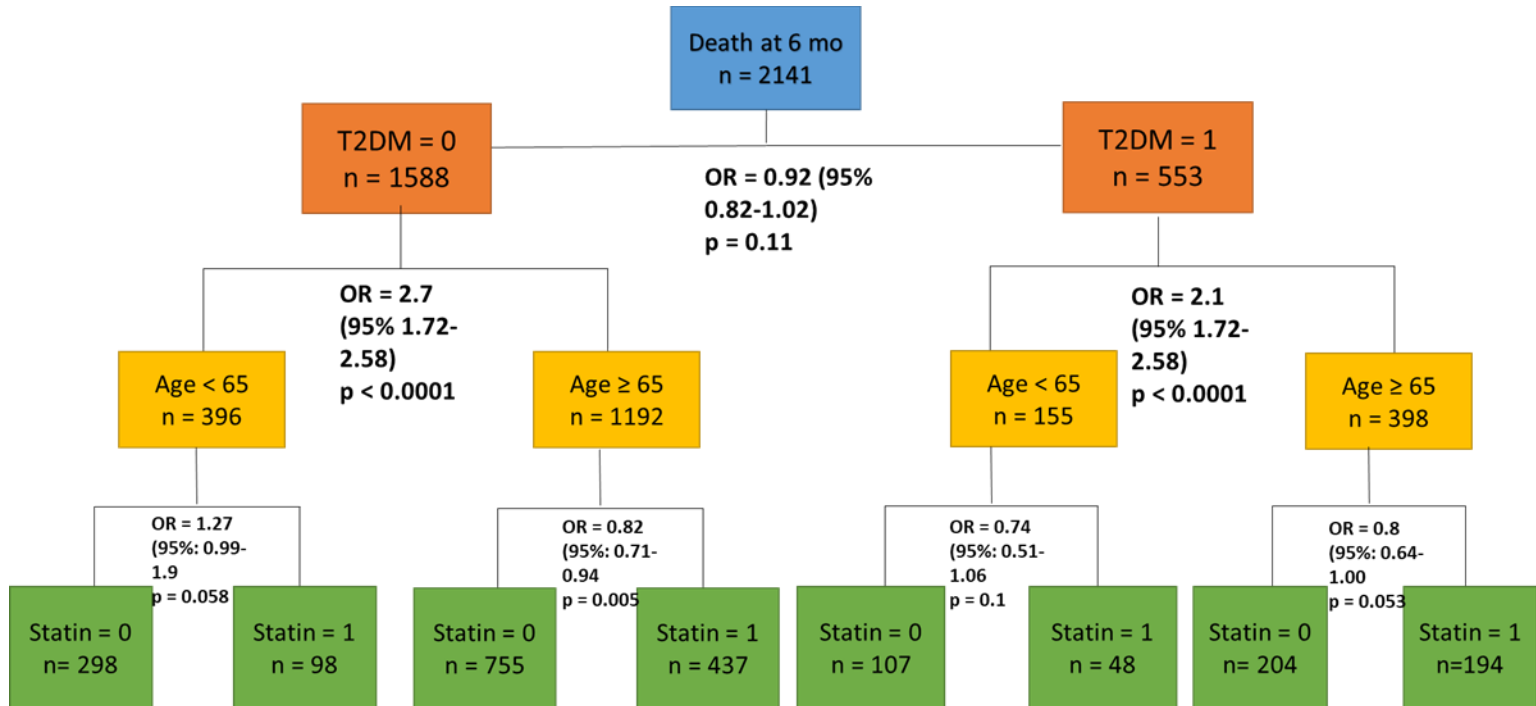 Death at 6 mo
n = 2141
T2DM = 0
n = 1588
T2DM = 1
n = 553
OR = 0.92 (95%
0.82-1.02)
p = 0.11
OR = 2.7
(95% 1.72-
2.58)
p < 0.0001
OR = 2.1
(95% 1.72-
2.58)
p < 0.0001
Age < 65
n = 396
Age ≥ 65
n = 1192
Age < 65
n = 155
Age ≥ 65
n = 398
OR = 1.27
(95%: 0.99-
1.9
p = 0.058
OR = 0.82
(95%: 0.71-
0.94
p = 0.005
OR = 0.74
(95%: 0.51-
1.06
p = 0.1
OR = 0.8
(95%: 0.64-
1.00
p = 0.053
Statin = 0
n= 298
Statin = 1
n = 98
Statin = 0
n = 755
Statin = 1
n = 437
Statin = 0
n = 107
Statin = 1
n = 48
Statin = 0
n = 204
Statin = 1
n=194